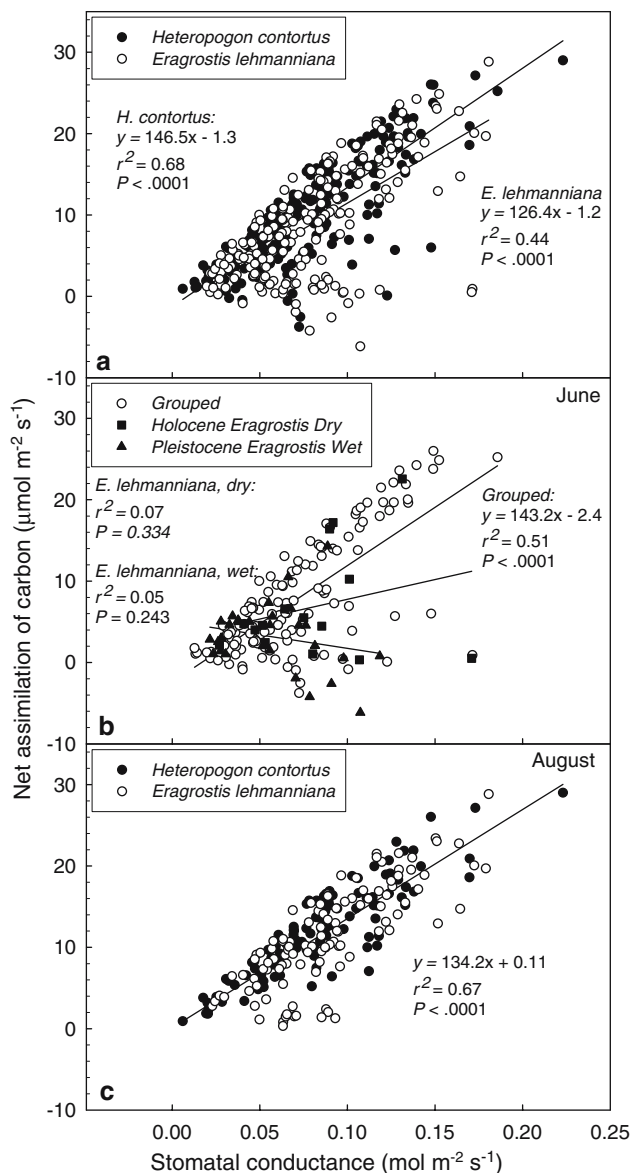 Heteropogon contortus
Eragrostis lehmanniana
H. contortus:
y = 146.5x - 1.3
r² = 0.68
P < .0001
E. lehmanniana
y = 126.4x - 1.2
r² = 0.44
P < .0001
30
20
10
0
-10
a
Grouped
Holocene Eragrostis Dry
Pleistocene Eragrostis Wet
June
E. lehmanniana, dry:
r² = 0.07
P = 0.334
E. lehmanniana, wet:
r² = 0.05
P = 0.243
Grouped:
y = 143.2x - 2.4
r² = 0.51
P < .0001
30
20
10
0
-10
b
Heteropogon contortus
Eragrostis lehmanniana
August
y = 134.2x + 0.11
r² = 0.67
P < .0001
30
20
10
0
-10
c
0.00 0.05 0.10 0.15 0.20 0.25
Stomatal conductance (mol m⁻² s⁻¹)
Net assimilation of carbon (µmol m⁻² s⁻¹)